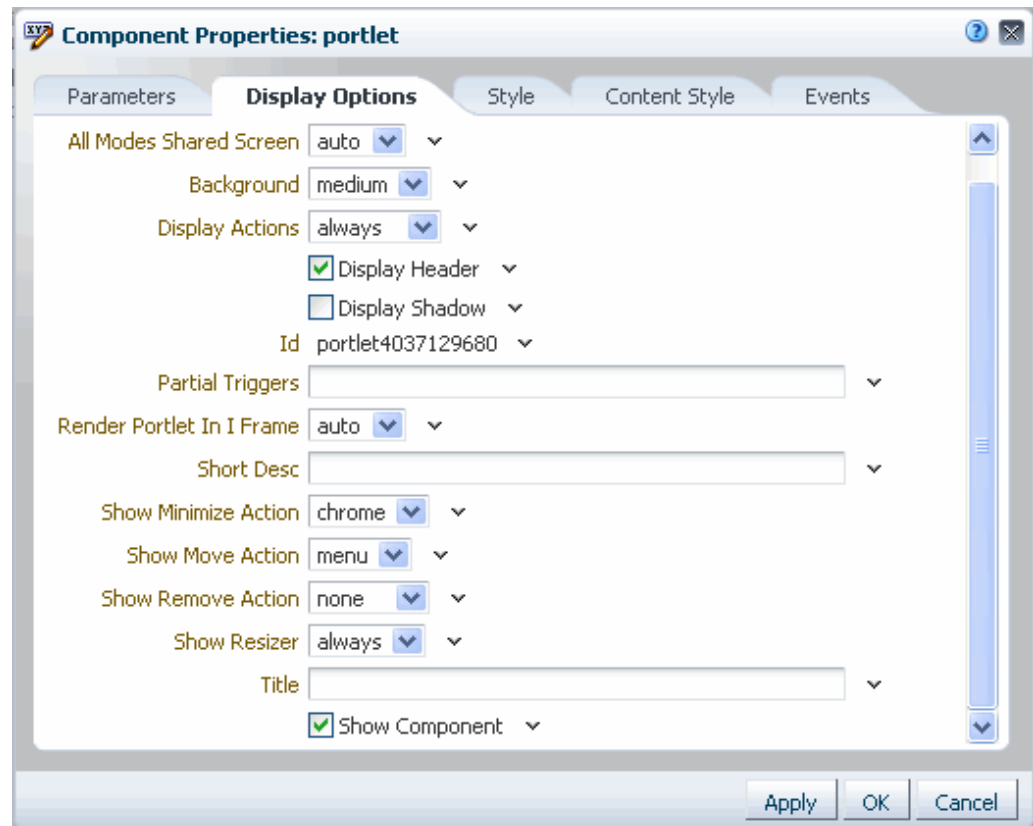 Component Properties: portlet
Parameters Display Options Style Content Style Events
All Modes Shared Screen auto
Background medium
Display Actions always
Display Header
Display Shadow
Id portlet4037129680
Partial Triggers
Render Portlet In I Frame auto
Short Desc
Show Minimize Action chrome
Show Move Action menu
Show Remove Action none
Show Resizer always
Title
Show Component
Apply OK Cancel